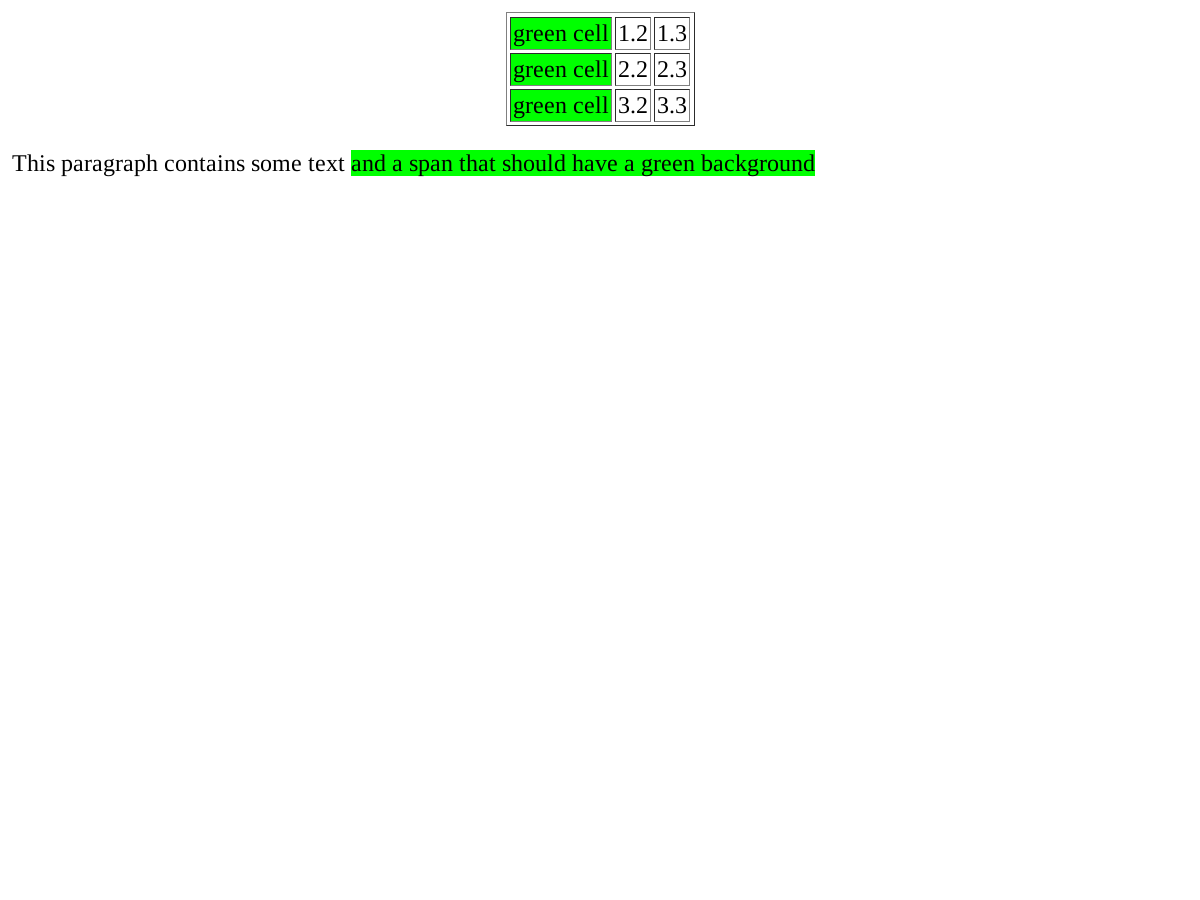 green cell 1.2 1.3
green cell 2.2 2.3
green cell 3.2 3.3
This paragraph contains some text and a span that should have a green background